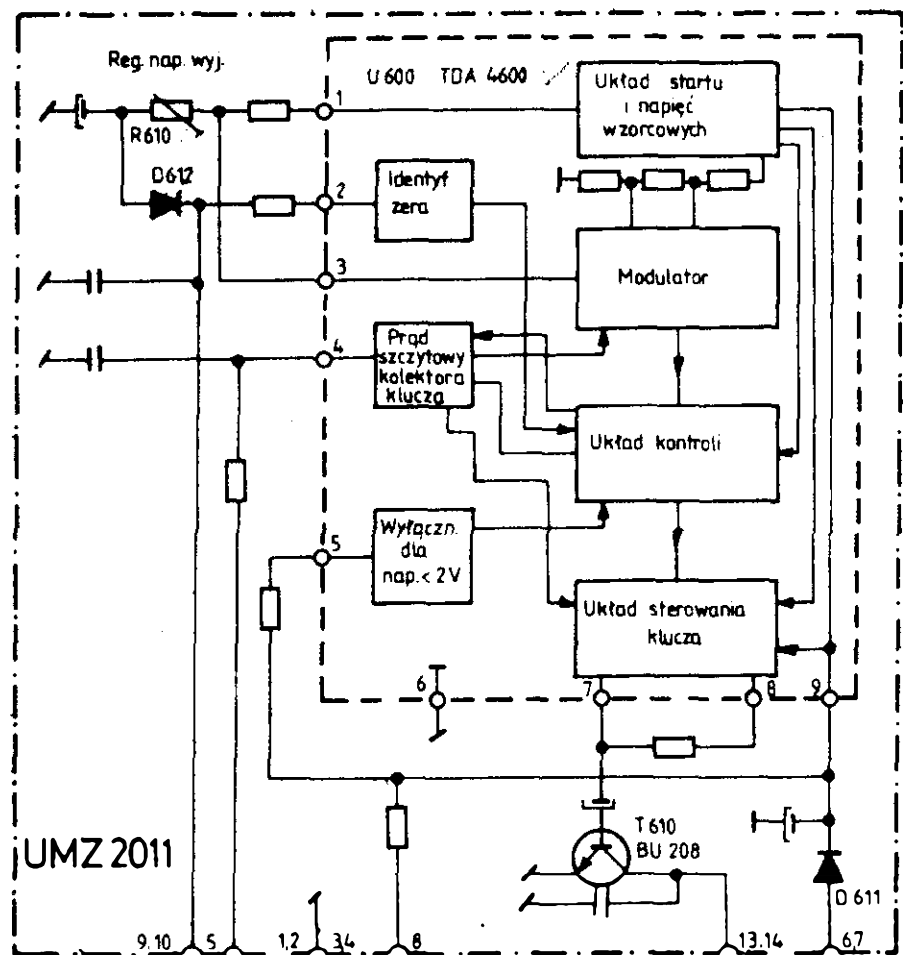 Reg. nap. wyj.
U600 TDA 4600
Układ startu
i napięć
wzorcowych
1
R610
D612
2
Identyf
zera
3
Modulator
4
Prąd
szczytowy
kolektora
klucza
Układ kontroli
5
Wyłączn.
dla
nap.< 2V
Układ sterowania
klucza
6
7
8
9
T610
BU 208
UMZ 2011
D 611
9.10
5
1,2
3,4
8
13.14
6,7